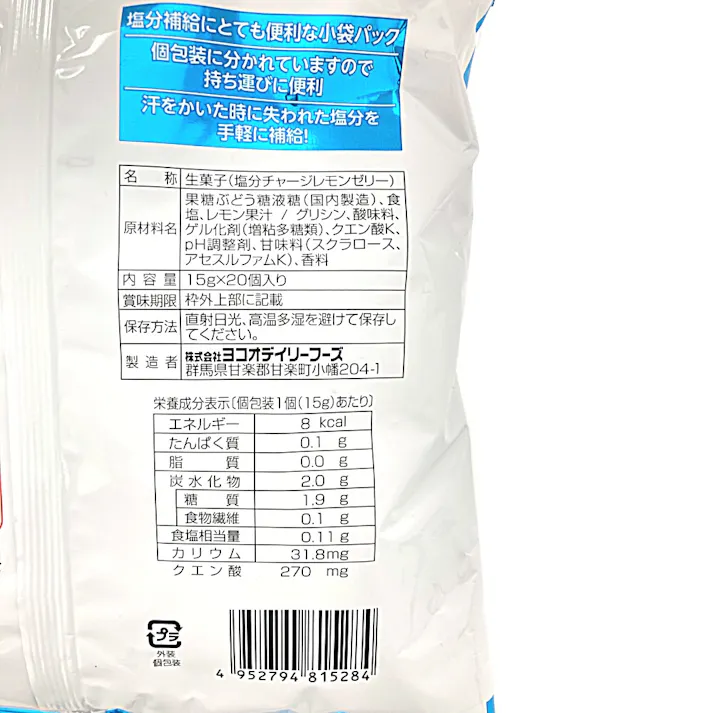 塩分補給にとても便利な小袋パック
個包装に分かれていますので
持ち運びに便利
汗をかいた時に失われた塩分を
手軽に補給!
名 称 生菓子(塩分チャージレモンゼリー)
原材料名 果糖ぶどう糖液糖(国内製造)、食
塩、レモン果汁 / グリシン、酸味料、
ゲル化剤(増粘多糖類)、クエン酸K、
pH調整剤、甘味料(スクラロース、
アセスルファムK)、香料
内容量 15g×20個入り
賞味期限 枠外上部に記載
保存方法 直射日光、高温多湿を避けて保存し
てください。
製造者 株式会社ヨコオデイリーフーズ
群馬県甘楽郡甘楽町小幡204-1
栄養成分表示〔個包装1個(15g)あたり〕
エネルギー 8 kcal
たんぱく質 0.1 g
脂 質 0.0 g
炭水化物 2.0 g
糖 質 1.9 g
食物繊維 0.1 g
食塩相当量 0.11g
カリウム 31.8mg
クエン酸 270 mg
プラ
外装
個包装
4 952794 815284